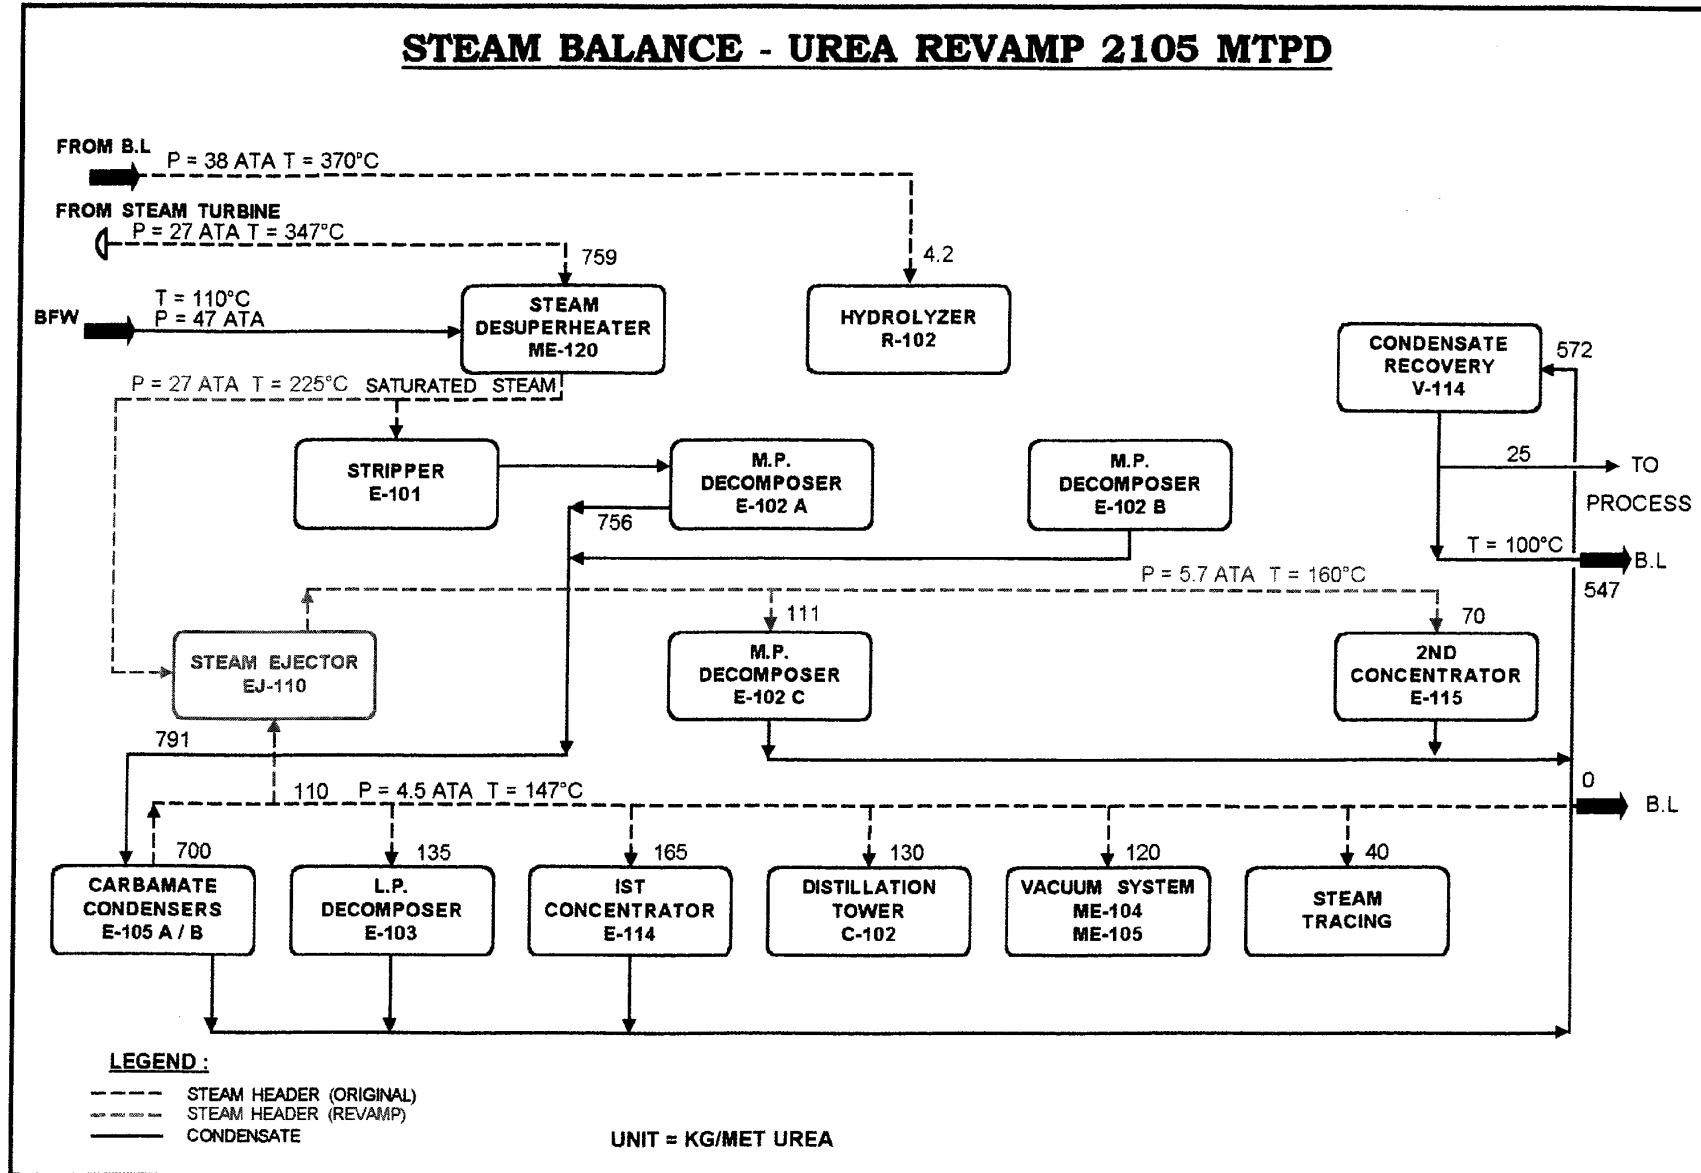 STEAM BALANCE - UREA REVAMP 2105 MTPD
FROM B.L
P = 38 ATA T = 370°C
FROM STEAM TURBINE
P = 27 ATA T = 347°C
759
4.2
BFW
T = 110°C
P = 47 ATA
STEAM
DESUPERHEATER
ME-120
HYDROLYZER
R-102
CONDENSATE
RECOVERY
V-114
572
P = 27 ATA T = 225°C SATURATED STEAM
STRIPPER
E-101
M.P.
DECOMPOSER
E-102 A
M.P.
DECOMPOSER
E-102 B
25
TO
PROCESS
756
T = 100°C
B.L
547
P = 5.7 ATA T = 160°C
111
70
STEAM EJECTOR
EJ-110
M.P.
DECOMPOSER
E-102 C
2ND
CONCENTRATOR
E-115
791
110
P = 4.5 ATA T = 147°C
0
B.L
700
135
165
130
120
40
CARBAMATE
CONDENSERS
E-105 A / B
L.P.
DECOMPOSER
E-103
IST
CONCENTRATOR
E-114
DISTILLATION
TOWER
C-102
VACUUM SYSTEM
ME-104
ME-105
STEAM
TRACING
LEGEND :
STEAM HEADER (ORIGINAL)
STEAM HEADER (REVAMP)
CONDENSATE
UNIT = KG/MET UREA